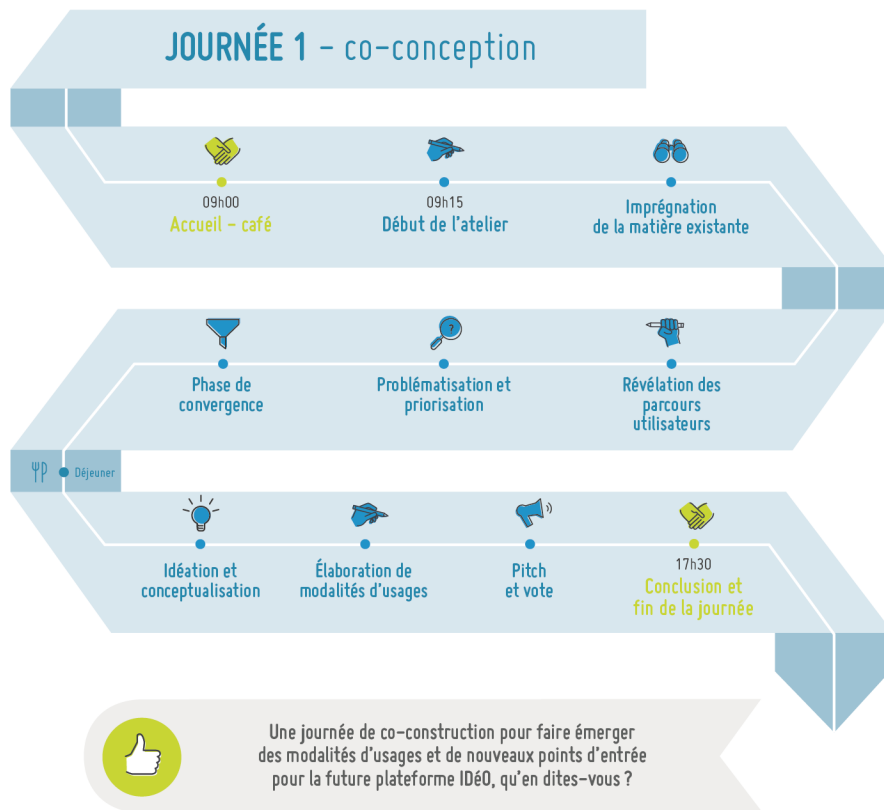 JOURNÉE 1 - co-conception
09h00
Accueil - café
09h15
Début de l'atelier
Imprégnation
de la matière existante
Phase de
convergence
?
Problématisation et
priorisation
Révélation des
parcours
utilisateurs
Déjeuner
Idéation et
conceptualisation
Élaboration de
modalités d'usages
Pitch
et vote
17h30
Conclusion et
fin de la journée
Une journée de co-construction pour faire émerger
des modalités d'usages et de nouveaux points d'entrée
pour la future plateforme IDéO, qu'en dites-vous ?